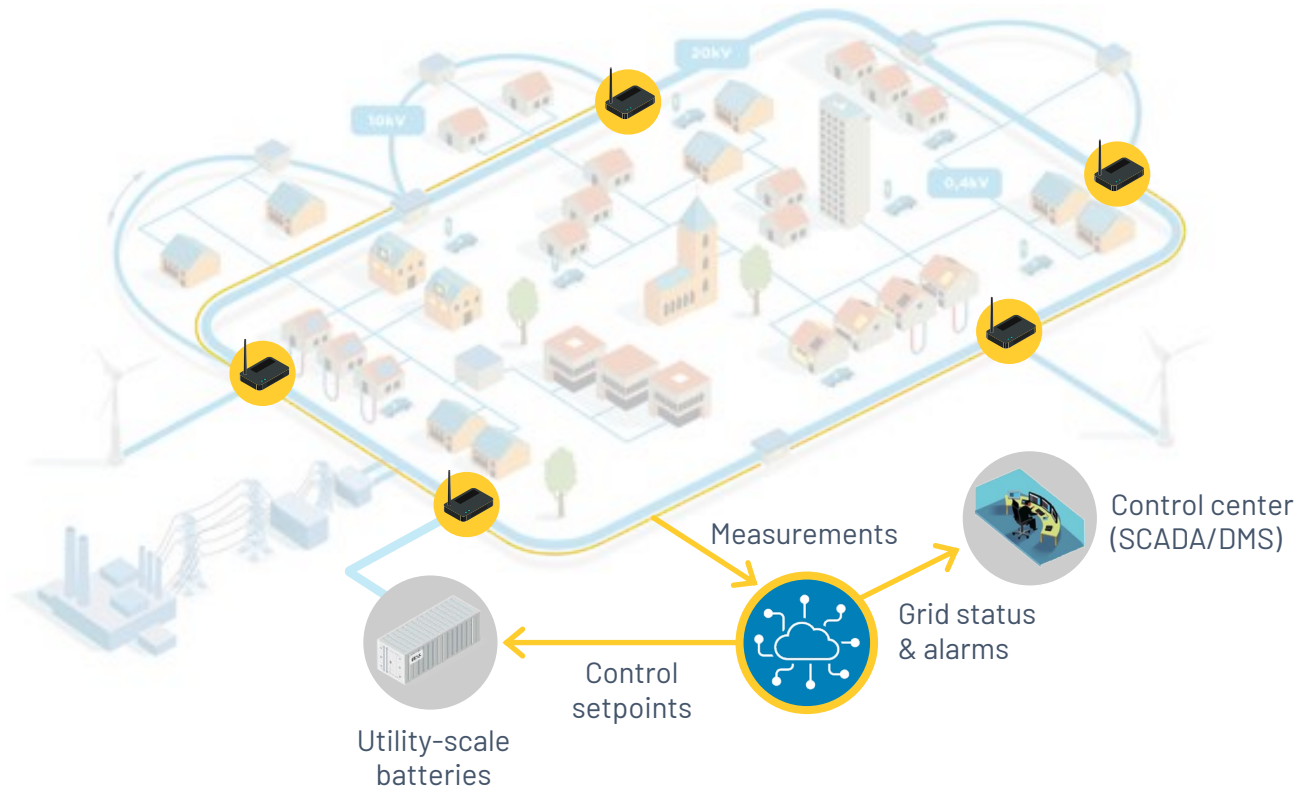 20kV
10kV
0,4kV
Measurements
Control center
(SCADA/DMS)
Grid status
& alarms
Control
setpoints
Utility-scale
batteries